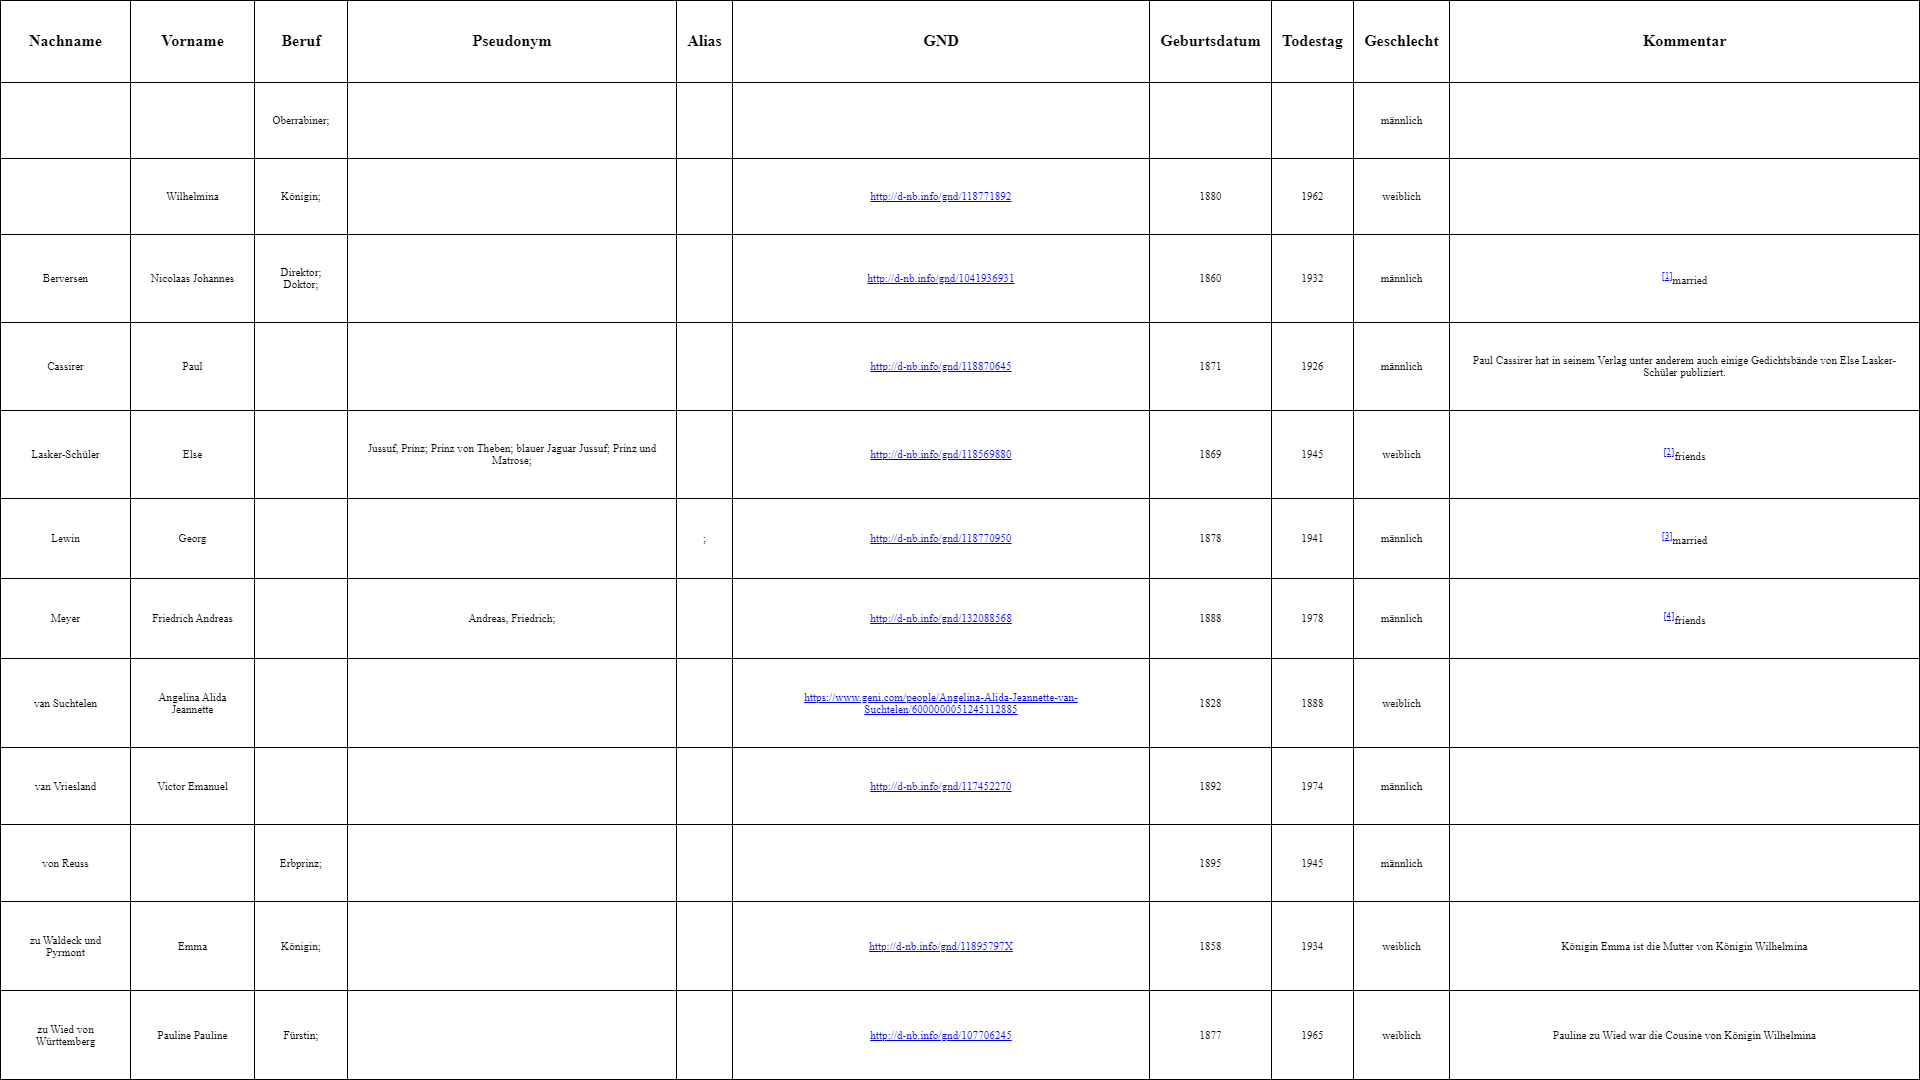 Nachname Vorname Beruf Pseudonym Alias GND Geburtsdatum Todestag Geschlecht Kommentar
Oberrabiner; männlich
Wilhelmina Königin; http://d-nb.info/gnd/118771892 1880 1962 weiblich
Berversen Nicolaas Johannes Direktor;
Doktor; http://d-nb.info/gnd/1041936931 1860 1932 männlich [1]married
Cassirer Paul http://d-nb.info/gnd/118870645 1871 1926 männlich Paul Cassirer hat in seinem Verlag unter anderem auch einige Gedichtsbände von Else Lasker-
Schüler publiziert.
Lasker-Schüler Else Jussuf, Prinz; Prinz von Theben; blauer Jaguar Jussuf; Prinz und
Matrose; http://d-nb.info/gnd/118569880 1869 1945 weiblich [2]friends
Lewin Georg ; http://d-nb.info/gnd/118770950 1878 1941 männlich [3]married
Meyer Friedrich Andreas Andreas, Friedrich; http://d-nb.info/gnd/132088568 1888 1978 männlich [4]friends
van Suchtelen Angelina Alida
Jeannette https://www.geni.com/people/Angelina-Alida-Jeannette-van-
Suchtelen/6000000051245112885 1828 1888 weiblich
van Vriesland Victor Emanuel http://d-nb.info/gnd/117452270 1892 1974 männlich
von Reuss Erbprinz; 1895 1945 männlich
zu Waldeck und
Pyrmont Emma Königin; http://d-nb.info/gnd/11895797X 1858 1934 weiblich Königin Emma ist die Mutter von Königin Wilhelmina
zu Wied von
Württemberg Pauline Pauline Fürstin; http://d-nb.info/gnd/107706245 1877 1965 weiblich Pauline zu Wied war die Cousine von Königin Wilhelmina